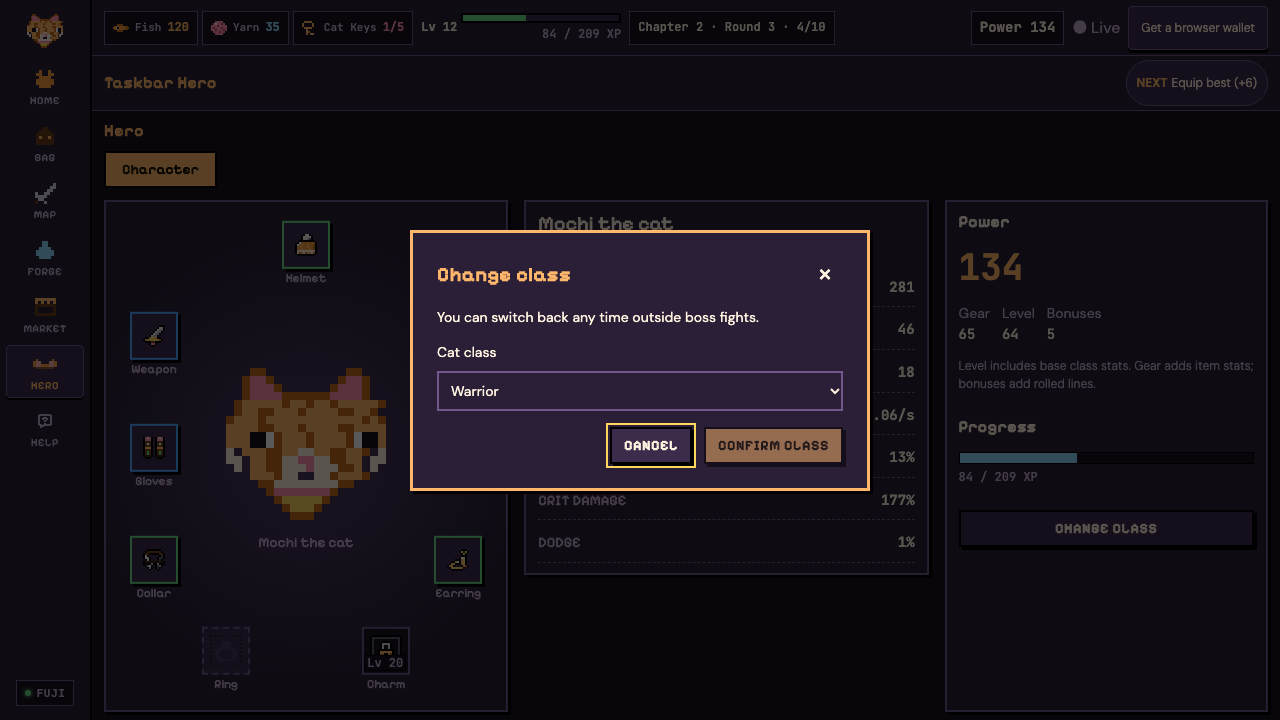 Fish 120
Yarn 35
Cat Keys 1/5
Lv 12
84 / 209 XP
Chapter 2 · Round 3 · 4/10
Power 134
Live
Get a browser wallet
Taskbar Hero
NEXT Equip best (+6)
HOME
BAG
MAP
FORGE
MARKET
HERO
HELP
FUJI
Hero
Character
Helmet
Weapon
Gloves
Collar
Earring
Ring
Lv 20
Charm
Mochi the cat
Mochi the cat
281
46
18
.06/s
13%
CRIT DAMAGE 177%
DODGE 1%
Change class
×
You can switch back any time outside boss fights.
Cat class
Warrior
CANCEL
CONFIRM CLASS
Power
134
Gear Level Bonuses
65 64 5
Level includes base class stats. Gear adds item stats;
bonuses add rolled lines.
Progress
84 / 209 XP
CHANGE CLASS